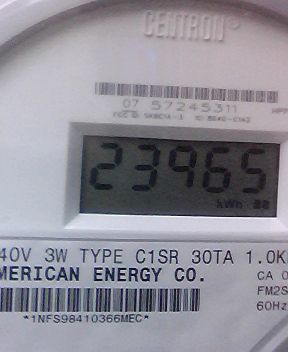 CENTRON®
07 57245311
23965
kWh
40V 3W TYPE C1SR 30TA 1.0K
MERICAN ENERGY CO.
CA 0
FM2S
60Hz
*1NFS98410366MEC*